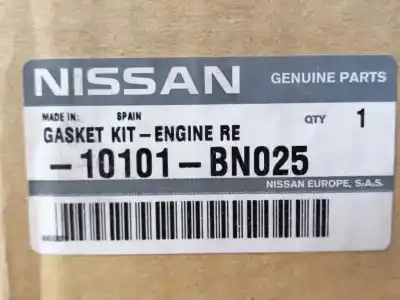 NISSAN GENUINE PARTS
MADE IN: SPAIN
GASKET KIT-ENGINE RE QTY 1
-10101-BN025
NISSAN EUROPE, S.A.S.